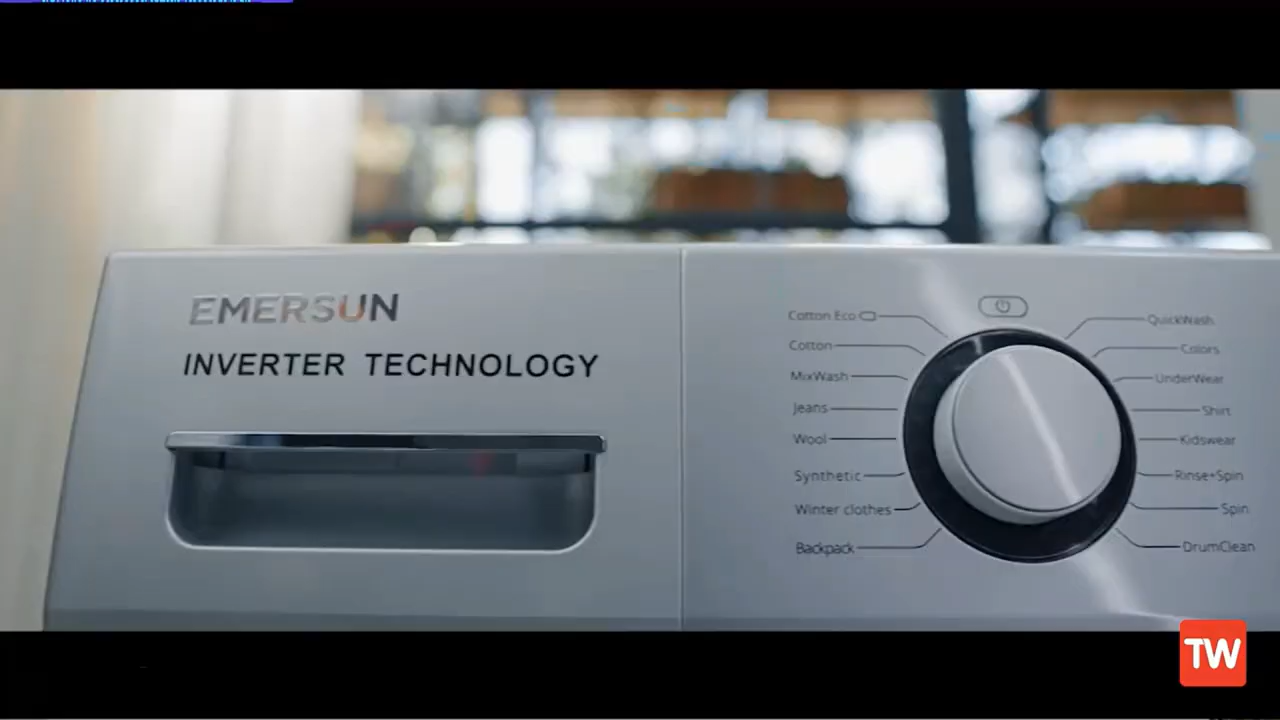 EMERSUN
INVERTER TECHNOLOGY
Cotton Eco
Cotton
MixWash
Jeans
Wool
Synthetic
Winter clothes
Backpack
QuickWash
Colors
UnderWear
Shirt
Kidswear
Rinse+Spin
Spin
DrumClean
TW